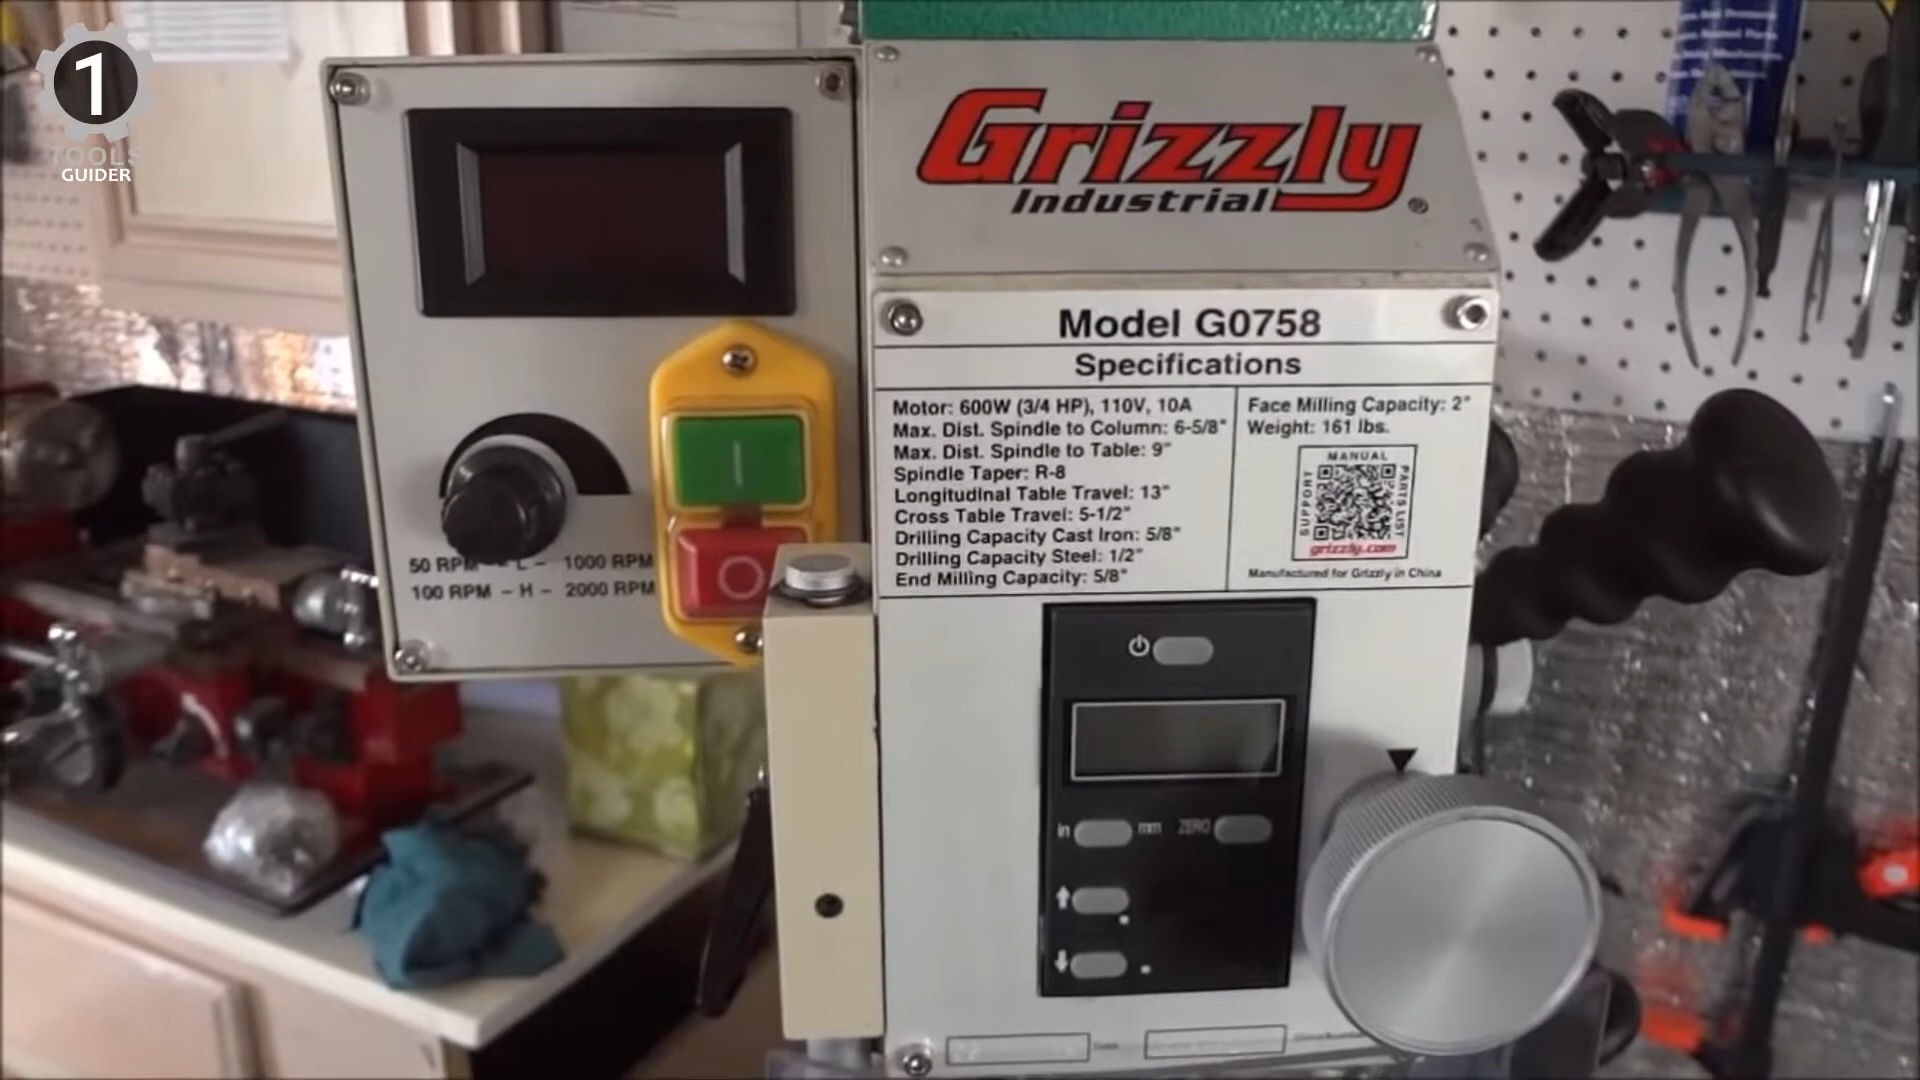 1
TOOLS
GUIDER
Grizzly
Industrial
®
Model G0758
Specifications
Motor: 600W (3/4 HP), 110V, 10A
Max. Dist. Spindle to Column: 6-5/8"
Max. Dist. Spindle to Table: 9"
Spindle Taper: R-8
Longitudinal Table Travel: 13"
Cross Table Travel: 5-1/2"
Drilling Capacity Cast Iron: 5/8"
Drilling Capacity Steel: 1/2"
End Milling Capacity: 5/8"
Face Milling Capacity: 2"
Weight: 161 lbs.
MANUAL
SUPPORT
PARTS LIST
grizzly.com
Manufactured for Grizzly in China
50 RPM – L – 1000 RPM
100 RPM – H – 2000 RPM
in mm ZERO